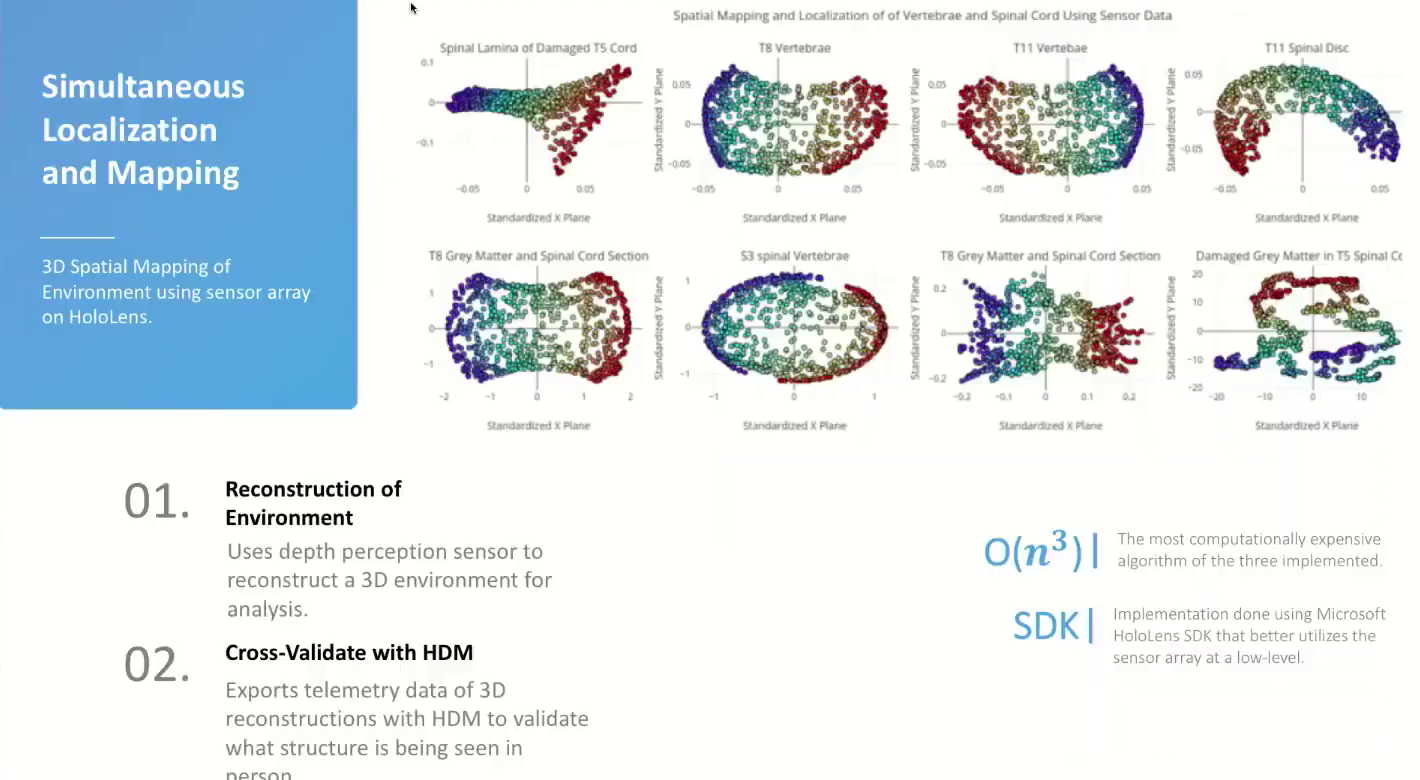 Simultaneous
Localization
and Mapping
3D Spatial Mapping of
Environment using sensor array
on HoloLens.
Spatial Mapping and Localization of of Vertebrae and Spinal Cord Using Sensor Data
Spinal Lamina of Damaged T5 Cord
0.1
0
−0.1
−0.05 0 0.05
Standardized X Plane
T8 Vertebrae
Standardized Y Plane
0.05
0
−0.05
−0.05 0 0.05
Standardized X Plane
T11 Vertebae
Standardized Y Plane
0.05
0
−0.05
−0.05 0 0.05
Standardized X Plane
T11 Spinal Disc
Standardized Y Plane
0.05
0
−0.05
−0.05 0 0.05
Standardized X Plane
T8 Grey Matter and Spinal Cord Section
1
0
−1
−2 −1 0 1 2
Standardized X Plane
S3 spinal Vertebrae
Standardized Y Plane
1
0
−1
−1 0 1
Standardized X Plane
T8 Grey Matter and Spinal Cord Section
Standardized Y Plane
0.2
0
−0.2
−0.2 −0.1 0 0.1 0.2
Standardized X Plane
Damaged Grey Matter in T5 Spinal Cc
Standardized Y Plane
20
10
0
−10
−20
−20 −10 0 10
Standardized X Plane
01.
Reconstruction of
Environment
Uses depth perception sensor to
reconstruct a 3D environment for
analysis.
02.
Cross-Validate with HDM
Exports telemetry data of 3D
reconstructions with HDM to validate
what structure is being seen in
person
O(n³)
The most computationally expensive
algorithm of the three implemented.
SDK
Implementation done using Microsoft
HoloLens SDK that better utilizes the
sensor array at a low-level.